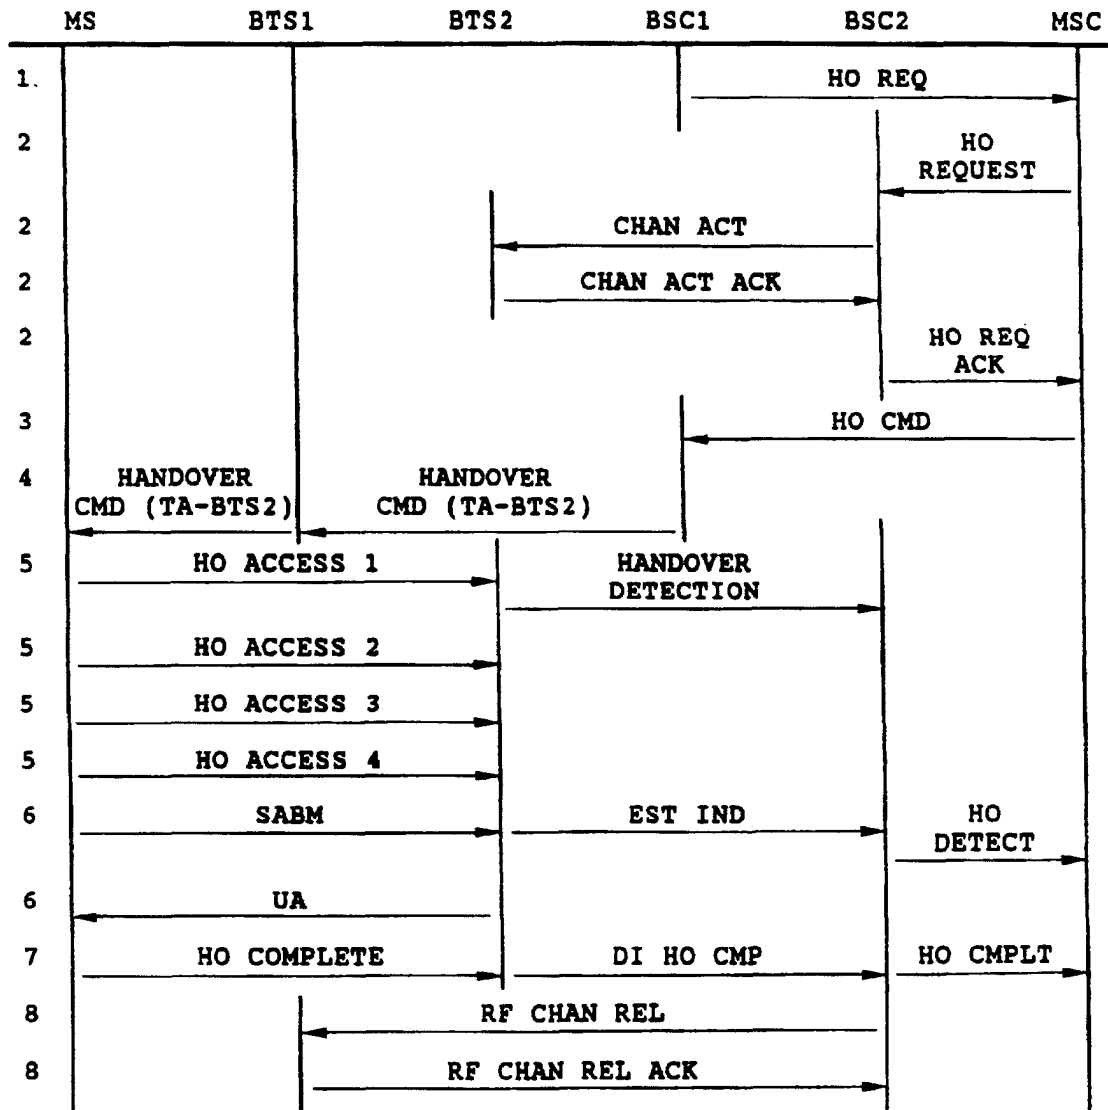 MS BTS1 BTS2 BSC1 BSC2 MSC
1. HO REQ
2 HO
REQUEST
2 CHAN ACT
2 CHAN ACT ACK
2 HO REQ
ACK
3 HO CMD
4 HANDOVER HANDOVER
CMD (TA-BTS2) CMD (TA-BTS2)
5 HO ACCESS 1 HANDOVER
DETECTION
5 HO ACCESS 2
5 HO ACCESS 3
5 HO ACCESS 4
6 SABM EST IND HO
DETECT
6 UA
7 HO COMPLETE DI HO CMP HO CMPLT
8 RF CHAN REL
8 RF CHAN REL ACK